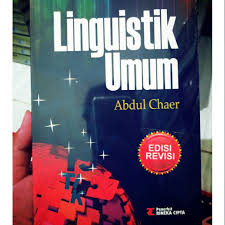 Linguistik
Umum
Abdul Chaer
EDISI
REVISI
Penerbit
RINEKA CIPTA